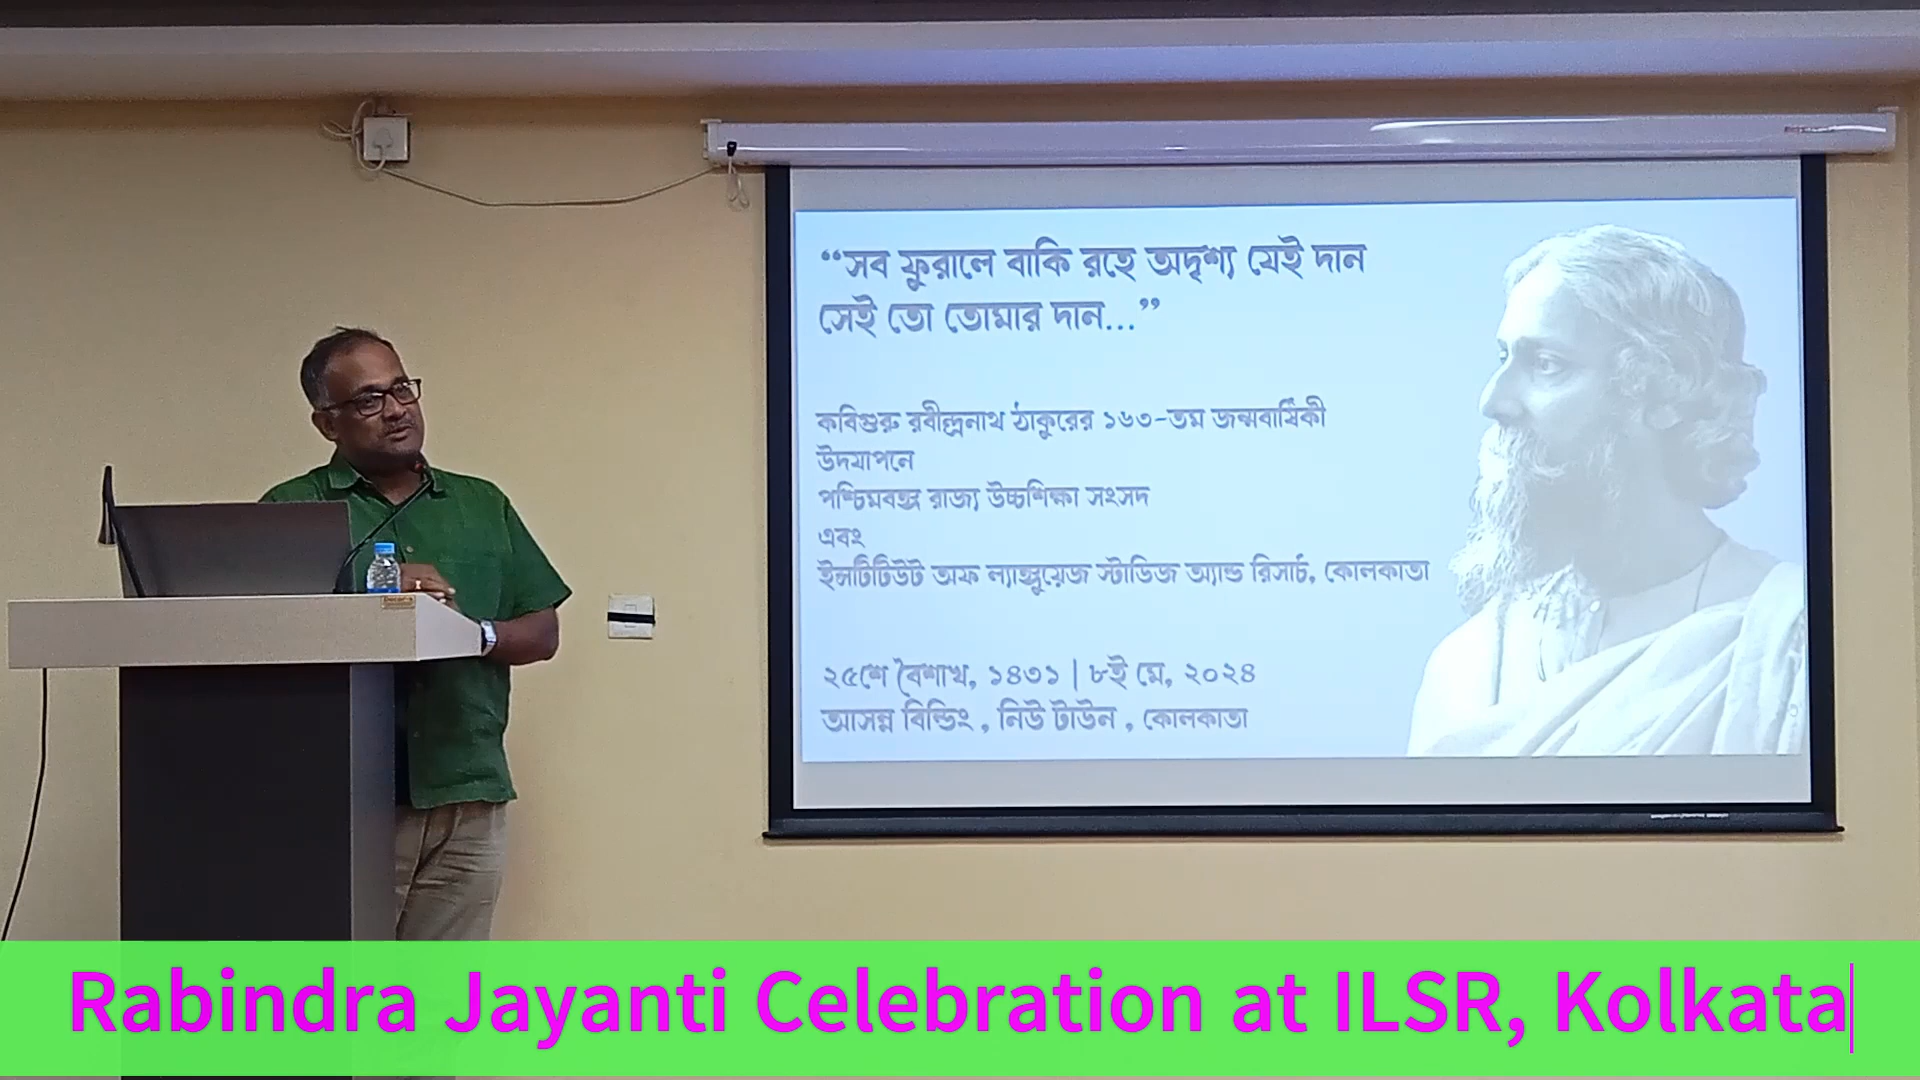 “সব ফুরালে বাকি রহে অদৃশ্য যেই দান
সেই তো তোমার দান...”
কবিগুরু রবীন্দ্রনাথ ঠাকুরের ১৬৩-তম জন্মবার্ষিকী
উদযাপনে
পশ্চিমবঙ্গ রাজ্য উচ্চশিক্ষা সংসদ
এবং
ইন্সটিটিউট অফ ল্যাঙ্গুয়েজ স্টাডিজ অ্যান্ড রিসার্চ, কোলকাতা
২৫শে বৈশাখ, ১৪৩১ | ৮ই মে, ২০২৪
আসন্ন বিল্ডিং , নিউ টাউন , কোলকাতা
Rabindra Jayanti Celebration at ILSR, Kolkata